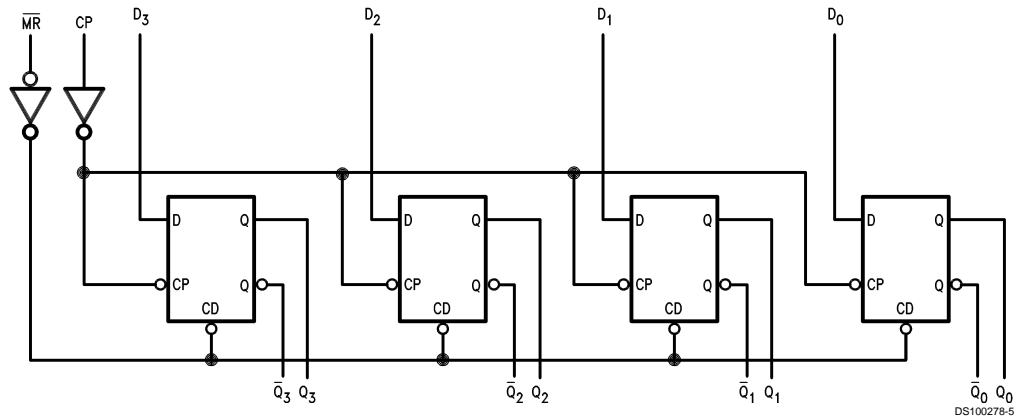 M̅R̅ CP D3 D2 D1 D0
D Q D Q D Q D Q
CP Q CP Q CP Q CP Q
CD CD CD CD
Q̅3 Q3 Q̅2 Q2 Q̅1 Q1 Q̅0 Q0
DS100278-5